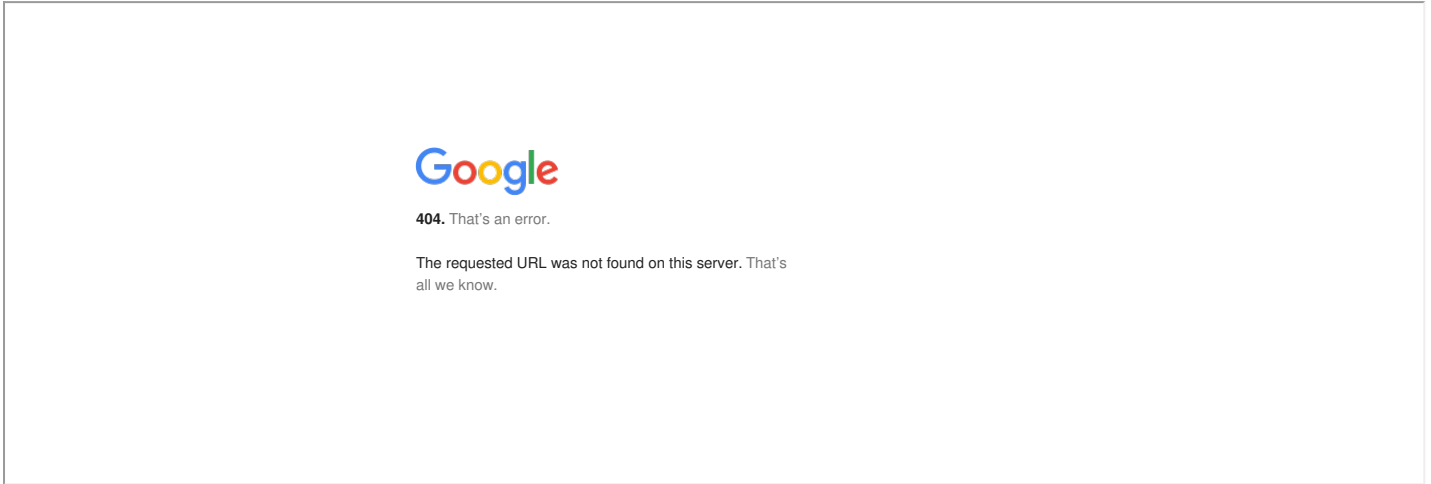 Google
404. That’s an error.
The requested URL was not found on this server. That’s
all we know.